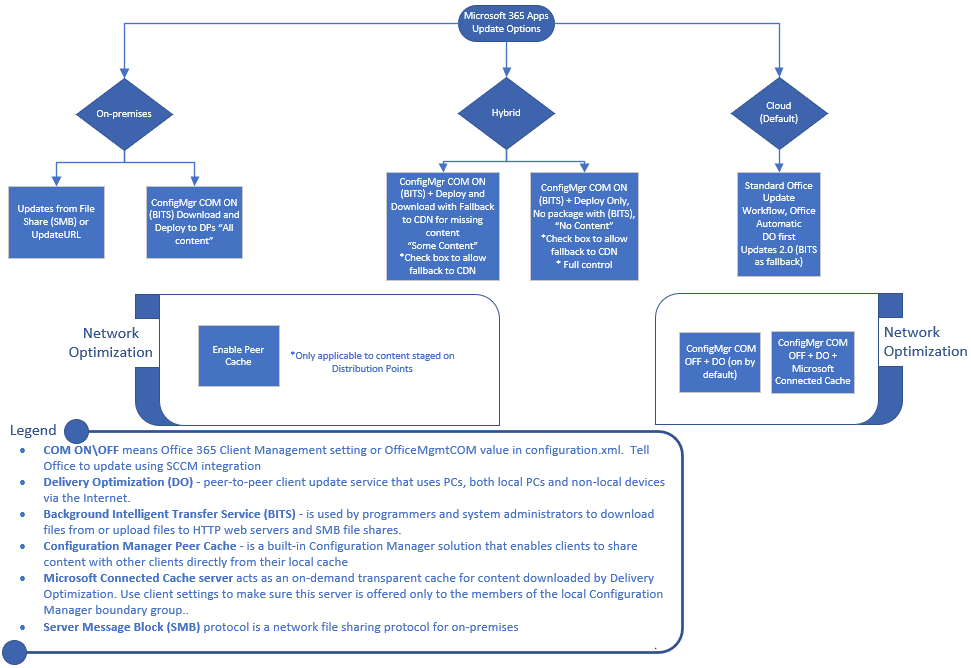 Microsoft 365 Apps
Update Options
On-premises
Hybrid
Cloud
(Default)
Updates from File
Share (SMB) or
UpdateURL
ConfigMgr COM ON
(BITS) Download and
Deploy to DPs “All
content”
ConfigMgr COM ON
(BITS) + Deploy and
Download with Fallback
to CDN for missing
content
“Some Content”
*Check box to allow
fallback to CDN
ConfigMgr COM ON
(BITS) + Deploy Only,
No package with (BITS),
“No Content”
*Check box to allow
fallback to CDN
* Full control
Standard Office
Update
Workflow, Office
Automatic
DO first
Updates 2.0 (BITS
as fallback)
Network
Optimization
Enable Peer
Cache
*Only applicable to content staged on
Distribution Points
ConfigMgr COM
OFF + DO (on by
default)
ConfigMgr COM
OFF + DO +
Microsoft
Connected Cache
Network
Optimization
Legend
• COM ON\OFF means Office 365 Client Management setting or OfficeMgmtCOM value in configuration.xml. Tell
Office to update using SCCM integration
• Delivery Optimization (DO) - peer-to-peer client update service that uses PCs, both local PCs and non-local devices
via the Internet.
• Background Intelligent Transfer Service (BITS) - is used by programmers and system administrators to download
files from or upload files to HTTP web servers and SMB file shares.
• Configuration Manager Peer Cache - is a built-in Configuration Manager solution that enables clients to share
content with other clients directly from their local cache
• Microsoft Connected Cache server acts as an on-demand transparent cache for content downloaded by Delivery
Optimization. Use client settings to make sure this server is offered only to the members of the local Configuration
Manager boundary group..
• Server Message Block (SMB) protocol is a network file sharing protocol for on-premises
.